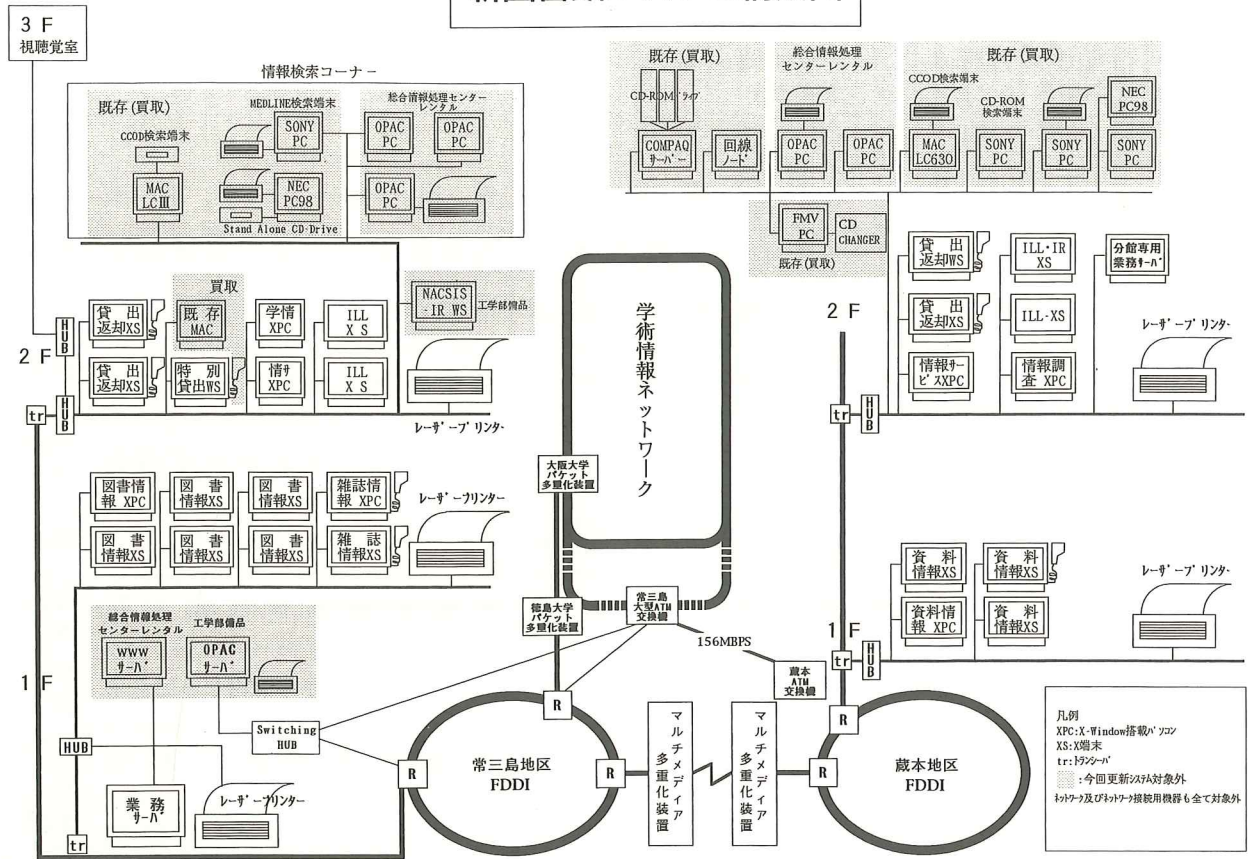 3 F
視聴覚室
情報検索コーナー
既存(買取)
CCOD検索端末
MAC
LCⅢ
MEDLINE検索端末
SONY
PC
NEC
PC98
Stand Alone CD-Drive
総合情報処理センター
レンタル
OPAC
PC
OPAC
PC
OPAC
PC
既存(買取)
CD-ROMドライブ
COMPAQ
サーバー
回線
ノード
総合情報処理
センターレンタル
OPAC
PC
OPAC
PC
既存(買取)
CCOD検索端末
MAC
LC630
CD-ROM
検索端末
SONY
PC
SONY
PC
NEC
PC98
SONY
PC
FMV
PC
CD
CHANGER
既存(買取)
2 F
HUB
HUB
tr
貸出
返却XS
買取
既存
MAC
学情
XPC
ILL
X S
貸出
返却XS
特別
貸出WS
情サ
XPC
ILL
X S
NACSIS
-IR WS
工学部備品
レーザープリンター
図書情
報 XPC
図書
情報XS
図書
情報XS
雑誌情
報 XPC
図書
情報XS
図書
情報XS
図書
情報XS
雑誌
情報XS
レーザープリンター
1 F
総合情報処理
センターレンタル
WWW
サーバ
工学部備品
OPAC
サーバ
Switching
HUB
HUB
業務
サーバ
レーザープリンター
tr
学術情報ネットワーク
大阪大学
パケット
多重化装置
徳島大学
パケット
多重化装置
常三島
大型ATM
交換機
156MBPS
蔵本
ATM
交換機
R
R
R
常三島地区
FDDI
マルチメディア
多重化装置
マルチメディア
多重化装置
R
R
蔵本地区
FDDI
2 F
tr
HUB
貸出
返却WS
ILL・IR
XS
分館専用
業務サーバ
貸出
返却XS
ILL-XS
情報サー
ビスXPC
情報調
査 XPC
レーザープリンター
1 F
tr
HUB
資料
情報XS
資料
情報XS
資料情
報 XPC
資料
情報XS
レーザープリンター
凡例
XPC:X-Window搭載パソコン
XS:X端末
tr:トランシーバ
:今回更新システム対象外
ネットワーク及びネットワーク接続用機器も全て対象外